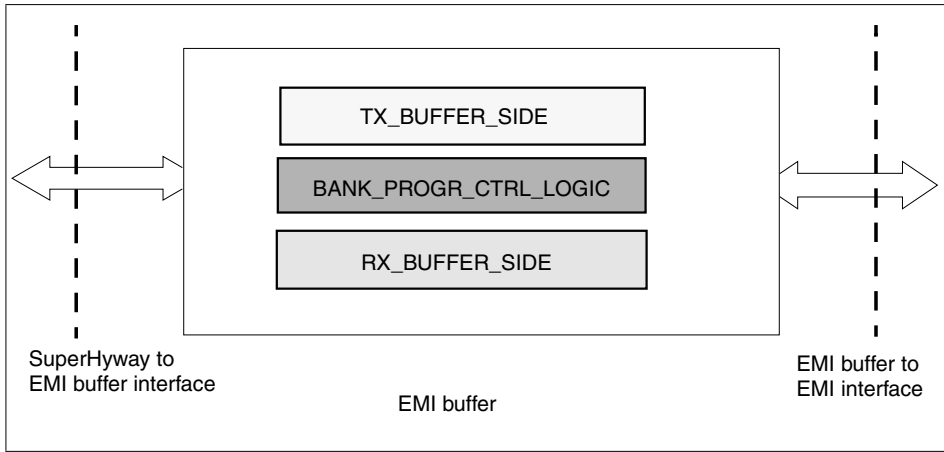 TX_BUFFER_SIDE
BANK_PROGR_CTRL_LOGIC
RX_BUFFER_SIDE
SuperHyway to
EMI buffer interface
EMI buffer
EMI buffer to
EMI interface